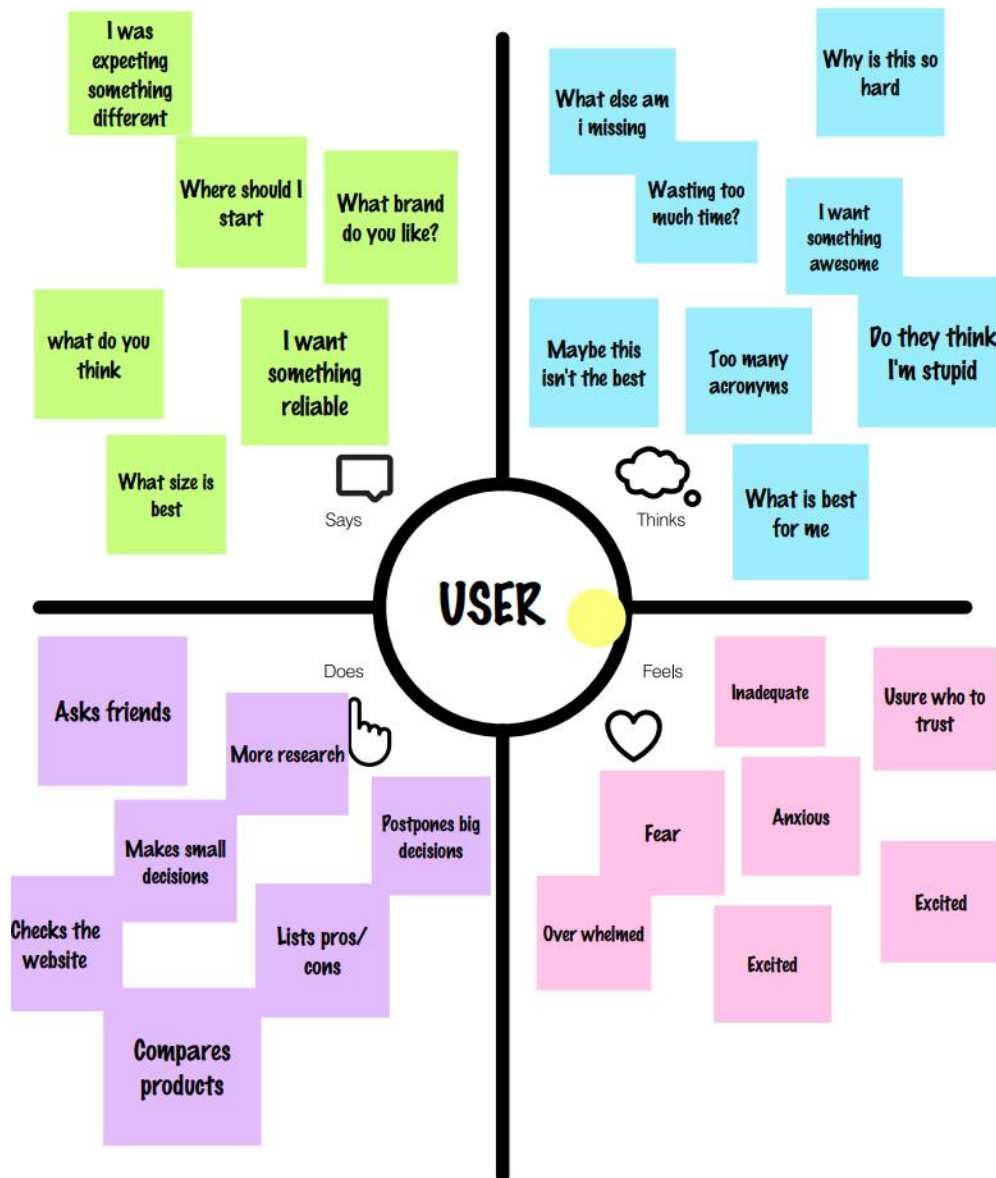 I was
expecting
something
different
Where should I
start
What brand
do you like?
what do you
think
I want
something
reliable
What size is
best
Says
What else am
i missing
Why is this so
hard
Wasting too
much time?
I want
something
awesome
Maybe this
isn't the best
Too many
acronyms
Do they think
I'm stupid
What is best
for me
Thinks
USER
Does
Asks friends
More research
Postpones big
decisions
Makes small
decisions
Checks the
website
Lists pros/
cons
Compares
products
Feels
Inadequate
Usure who to
trust
Fear
Anxious
Excited
Over whelmed
Excited